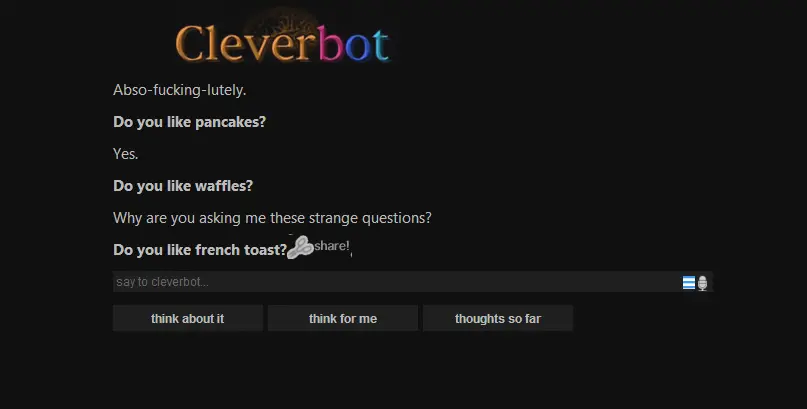 Cleverbot
Abso-fucking-lutely.
Do you like pancakes?
Yes.
Do you like waffles?
Why are you asking me these strange questions?
Do you like french toast? share!
say to cleverbot...
think about it think for me thoughts so far